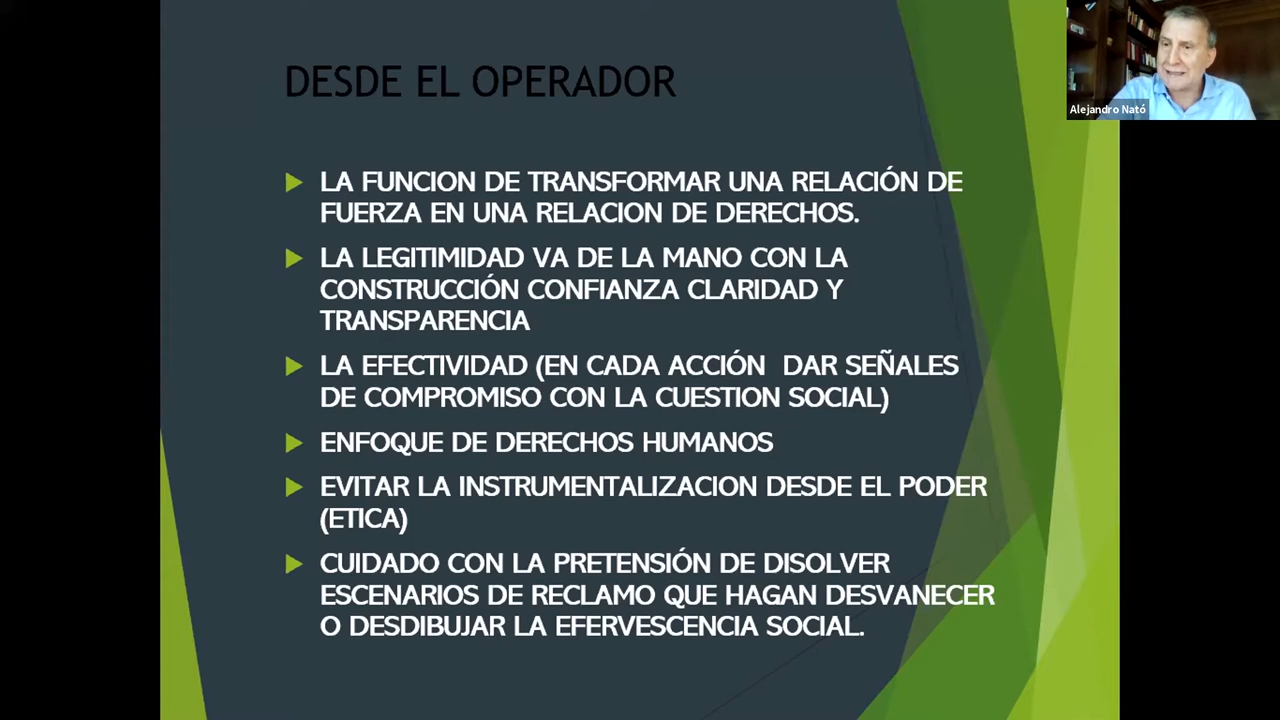 DESDE EL OPERADOR
LA FUNCION DE TRANSFORMAR UNA RELACIÓN DE
FUERZA EN UNA RELACION DE DERECHOS.
LA LEGITIMIDAD VA DE LA MANO CON LA
CONSTRUCCIÓN CONFIANZA CLARIDAD Y
TRANSPARENCIA
LA EFECTIVIDAD (EN CADA ACCIÓN DAR SEÑALES
DE COMPROMISO CON LA CUESTION SOCIAL)
ENFOQUE DE DERECHOS HUMANOS
EVITAR LA INSTRUMENTALIZACION DESDE EL PODER
(ETICA)
CUIDADO CON LA PRETENSIÓN DE DISOLVER
ESCENARIOS DE RECLAMO QUE HAGAN DESVANECER
O DESDIBUJAR LA EFERVESCENCIA SOCIAL.
Alejandro Nató